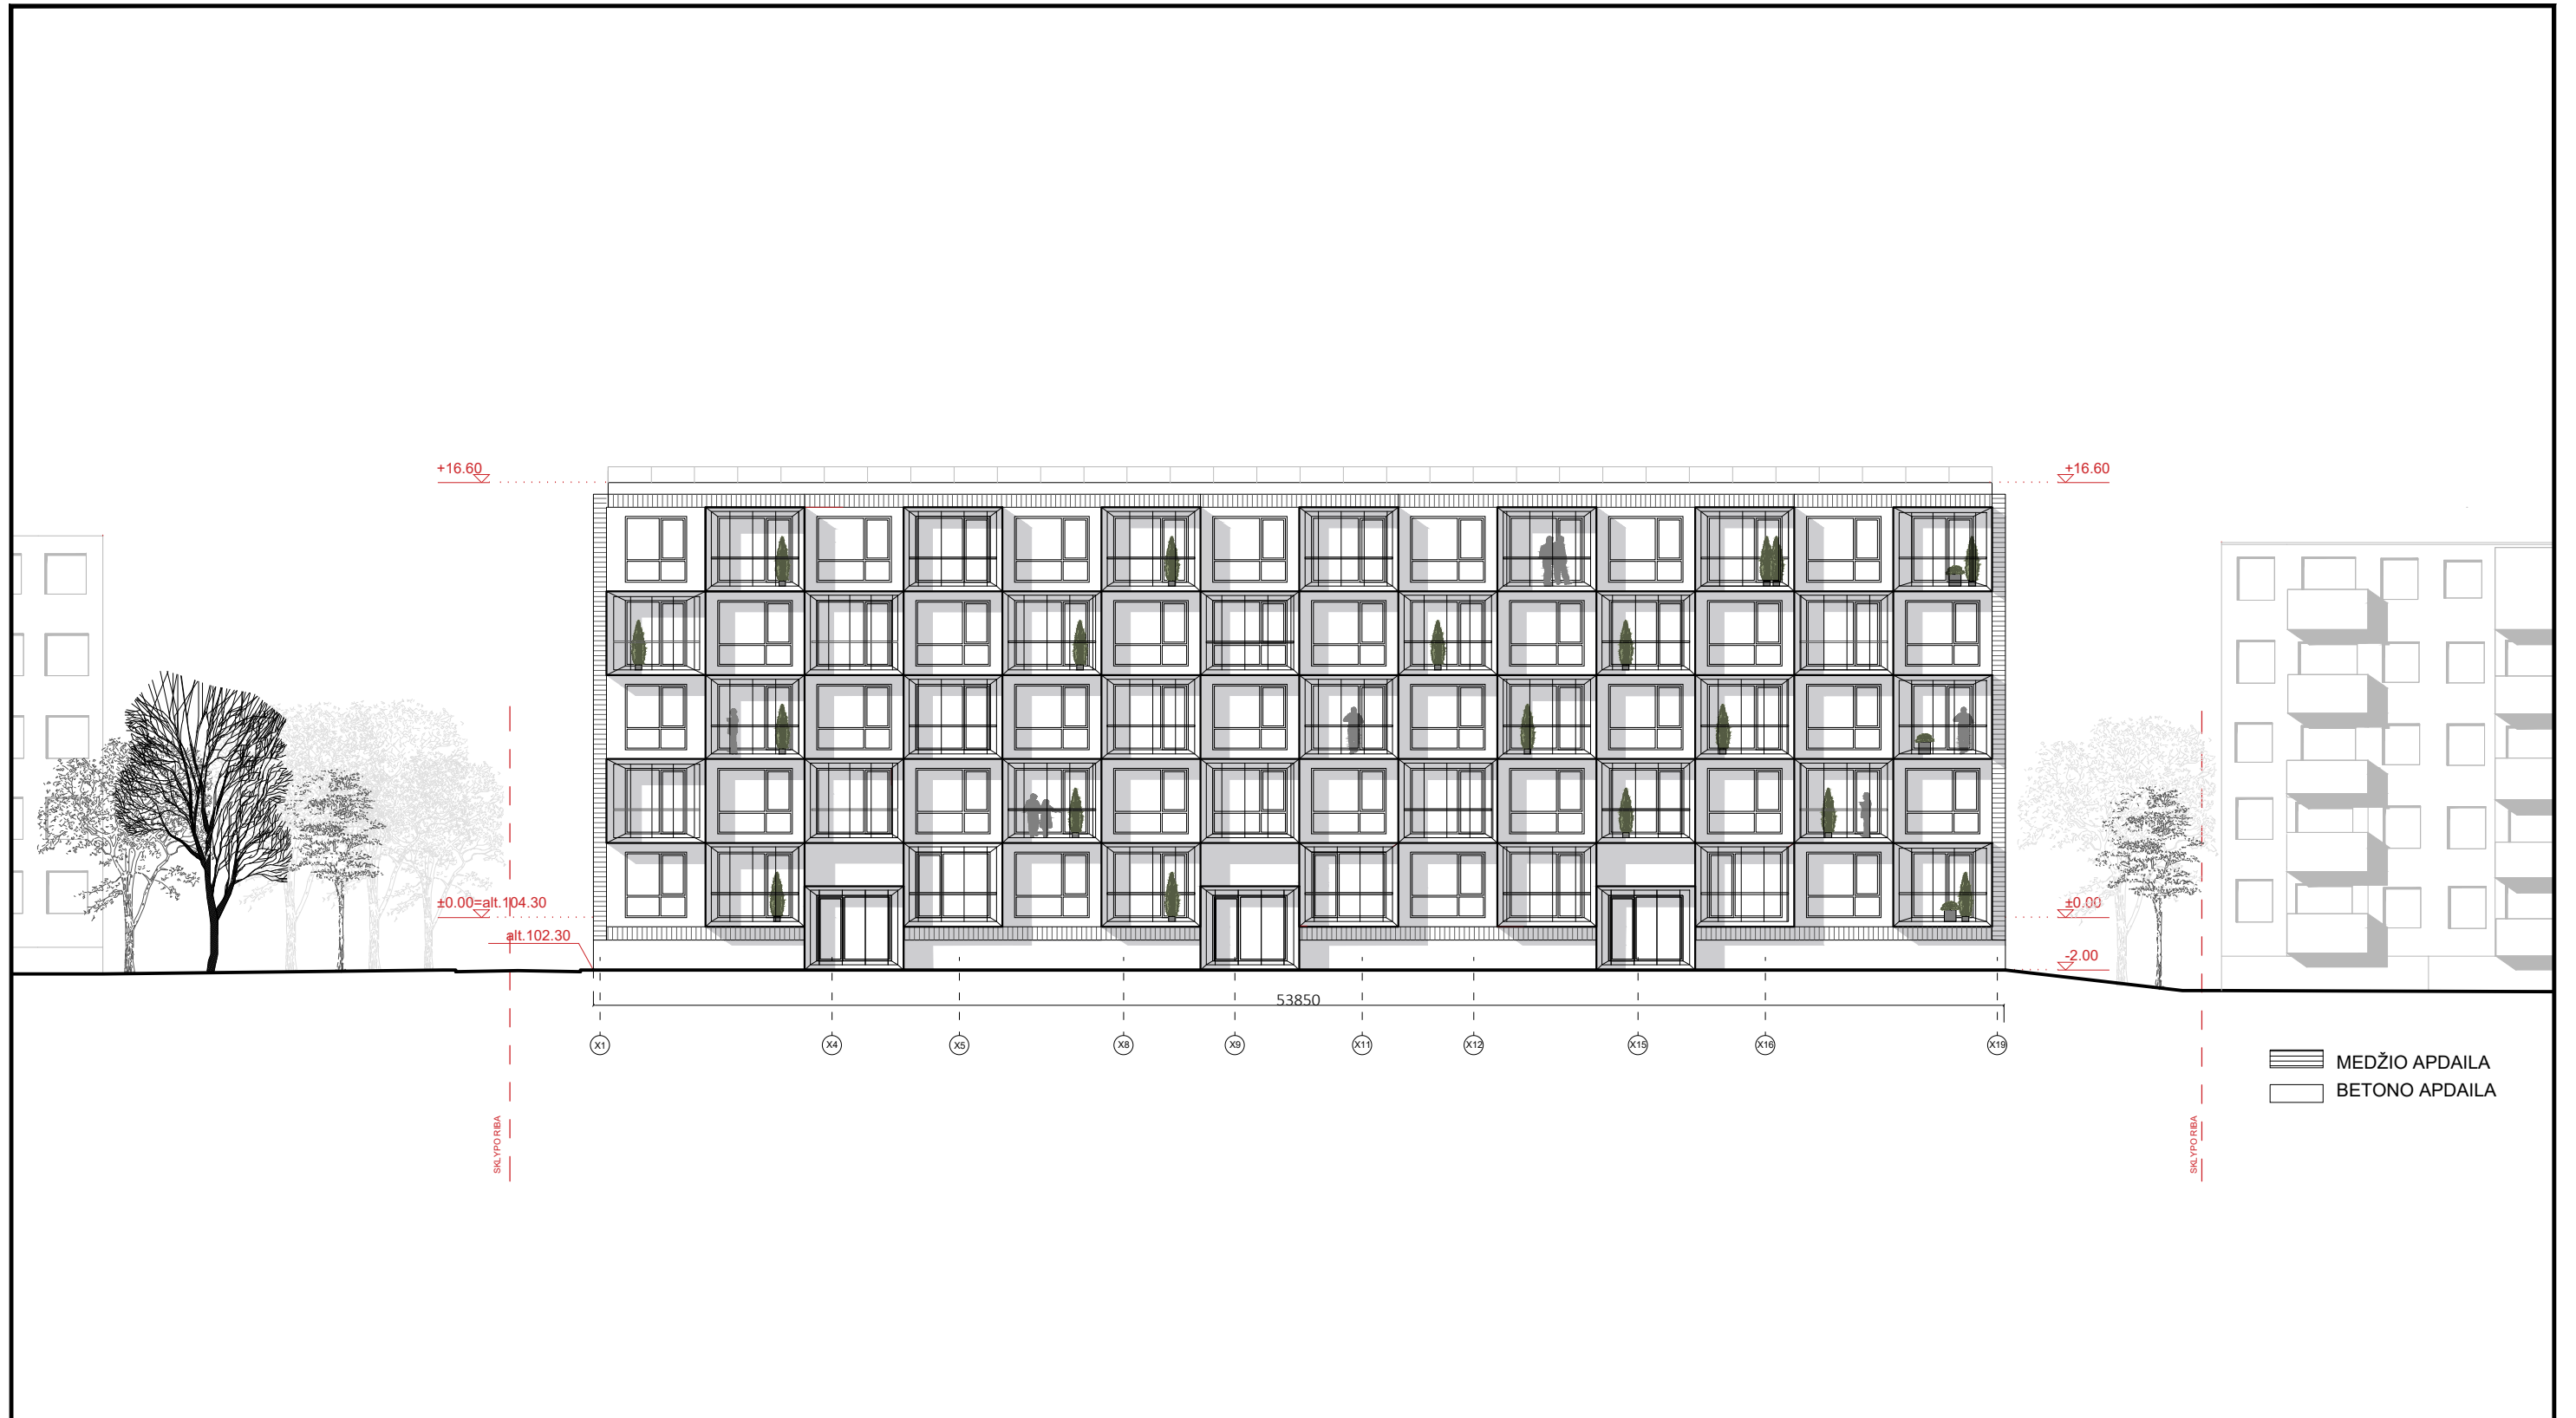 +16.60
+16.60
±0.00=alt.104.30
±0.00
alt.102.30
-2.00
53850
X1
X4
X5
X8
X9
X11
X12
X15
X16
X19
MEDŽIO APDAILA
BETONO APDAILA
SKLYPO RIBA
SKLYPO RIBA